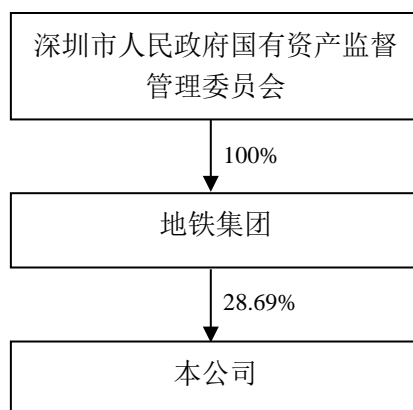 深圳市人民政府国有资产监督
管理委员会
100%
地铁集团
28.69%
本公司